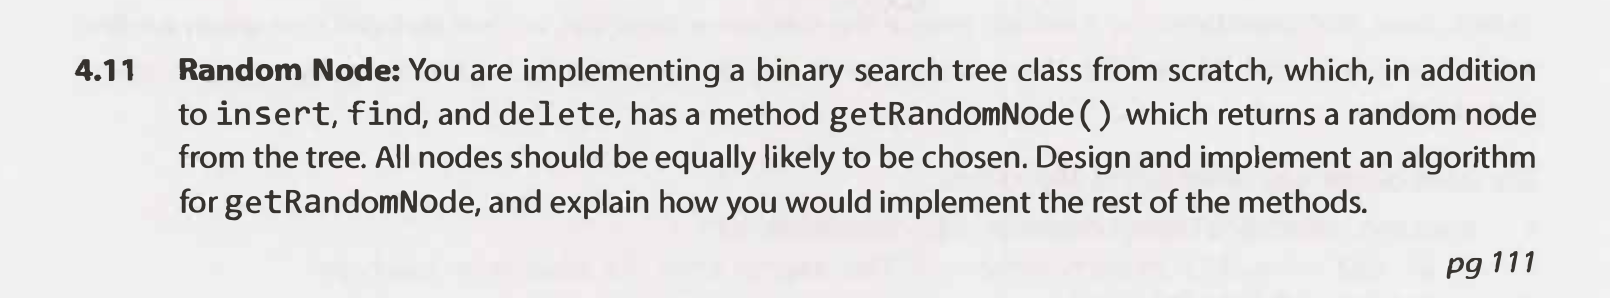 4.11 Random Node: You are implementing a binary search tree class from scratch, which, in addition
to insert, find, and delete, has a method getRandomNode() which returns a random node
from the tree. All nodes should be equally likely to be chosen. Design and implement an algorithm
for getRandomNode, and explain how you would implement the rest of the methods.
pg 111